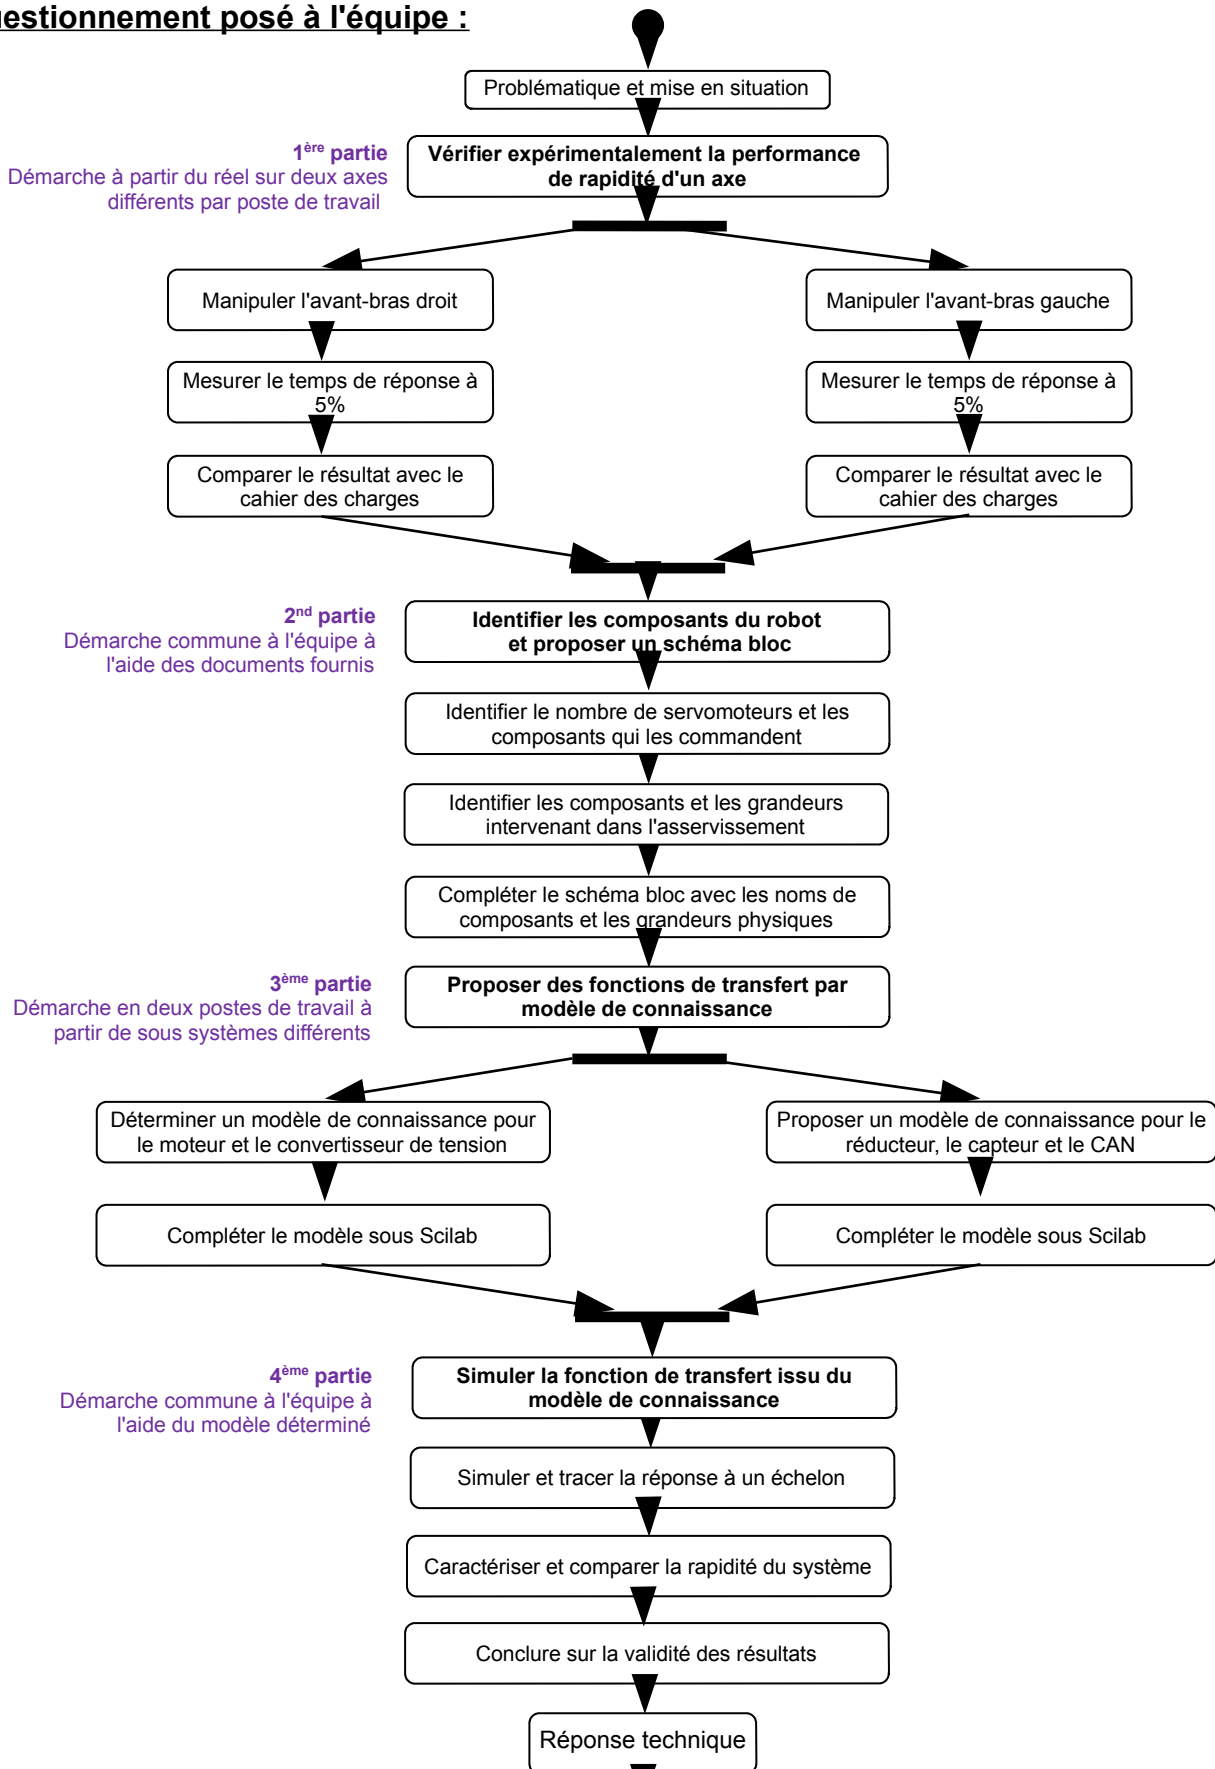 uestionnement posé à l'équipe :
Problématique et mise en situation
1ère partie
Démarche à partir du réel sur deux axes
différents par poste de travail
Vérifier expérimentalement la performance
de rapidité d'un axe
Manipuler l'avant-bras droit
Manipuler l'avant-bras gauche
Mesurer le temps de réponse à
5%
Mesurer le temps de réponse à
5%
Comparer le résultat avec le
cahier des charges
Comparer le résultat avec le
cahier des charges
2nd partie
Démarche commune à l'équipe à
l'aide des documents fournis
Identifier les composants du robot
et proposer un schéma bloc
Identifier le nombre de servomoteurs et les
composants qui les commandent
Identifier les composants et les grandeurs
intervenant dans l'asservissement
Compléter le schéma bloc avec les noms de
composants et les grandeurs physiques
3ème partie
Démarche en deux postes de travail à
partir de sous systèmes différents
Proposer des fonctions de transfert par
modèle de connaissance
Déterminer un modèle de connaissance pour
le moteur et le convertisseur de tension
Proposer un modèle de connaissance pour le
réducteur, le capteur et le CAN
Compléter le modèle sous Scilab
Compléter le modèle sous Scilab
4ème partie
Démarche commune à l'équipe à
l'aide du modèle déterminé
Simuler la fonction de transfert issu du
modèle de connaissance
Simuler et tracer la réponse à un échelon
Caractériser et comparer la rapidité du système
Conclure sur la validité des résultats
Réponse technique